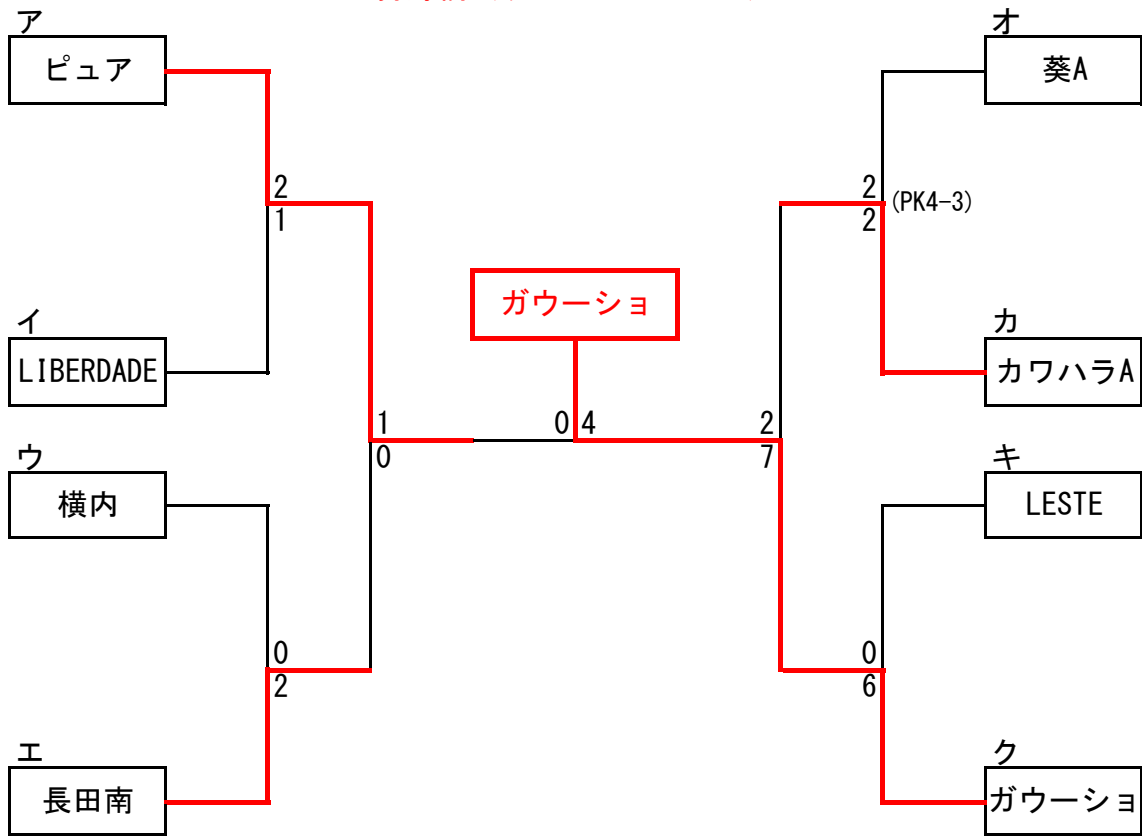 ア
ピュア
オ
葵A
2
1
2
2
(PK4-3)
ガウーショ
イ
LIBERDADE
カ
カワハラA
1
0
0 4
2
7
ウ
横内
キ
LESTE
0
2
0
6
エ
長田南
ク
ガウーショ